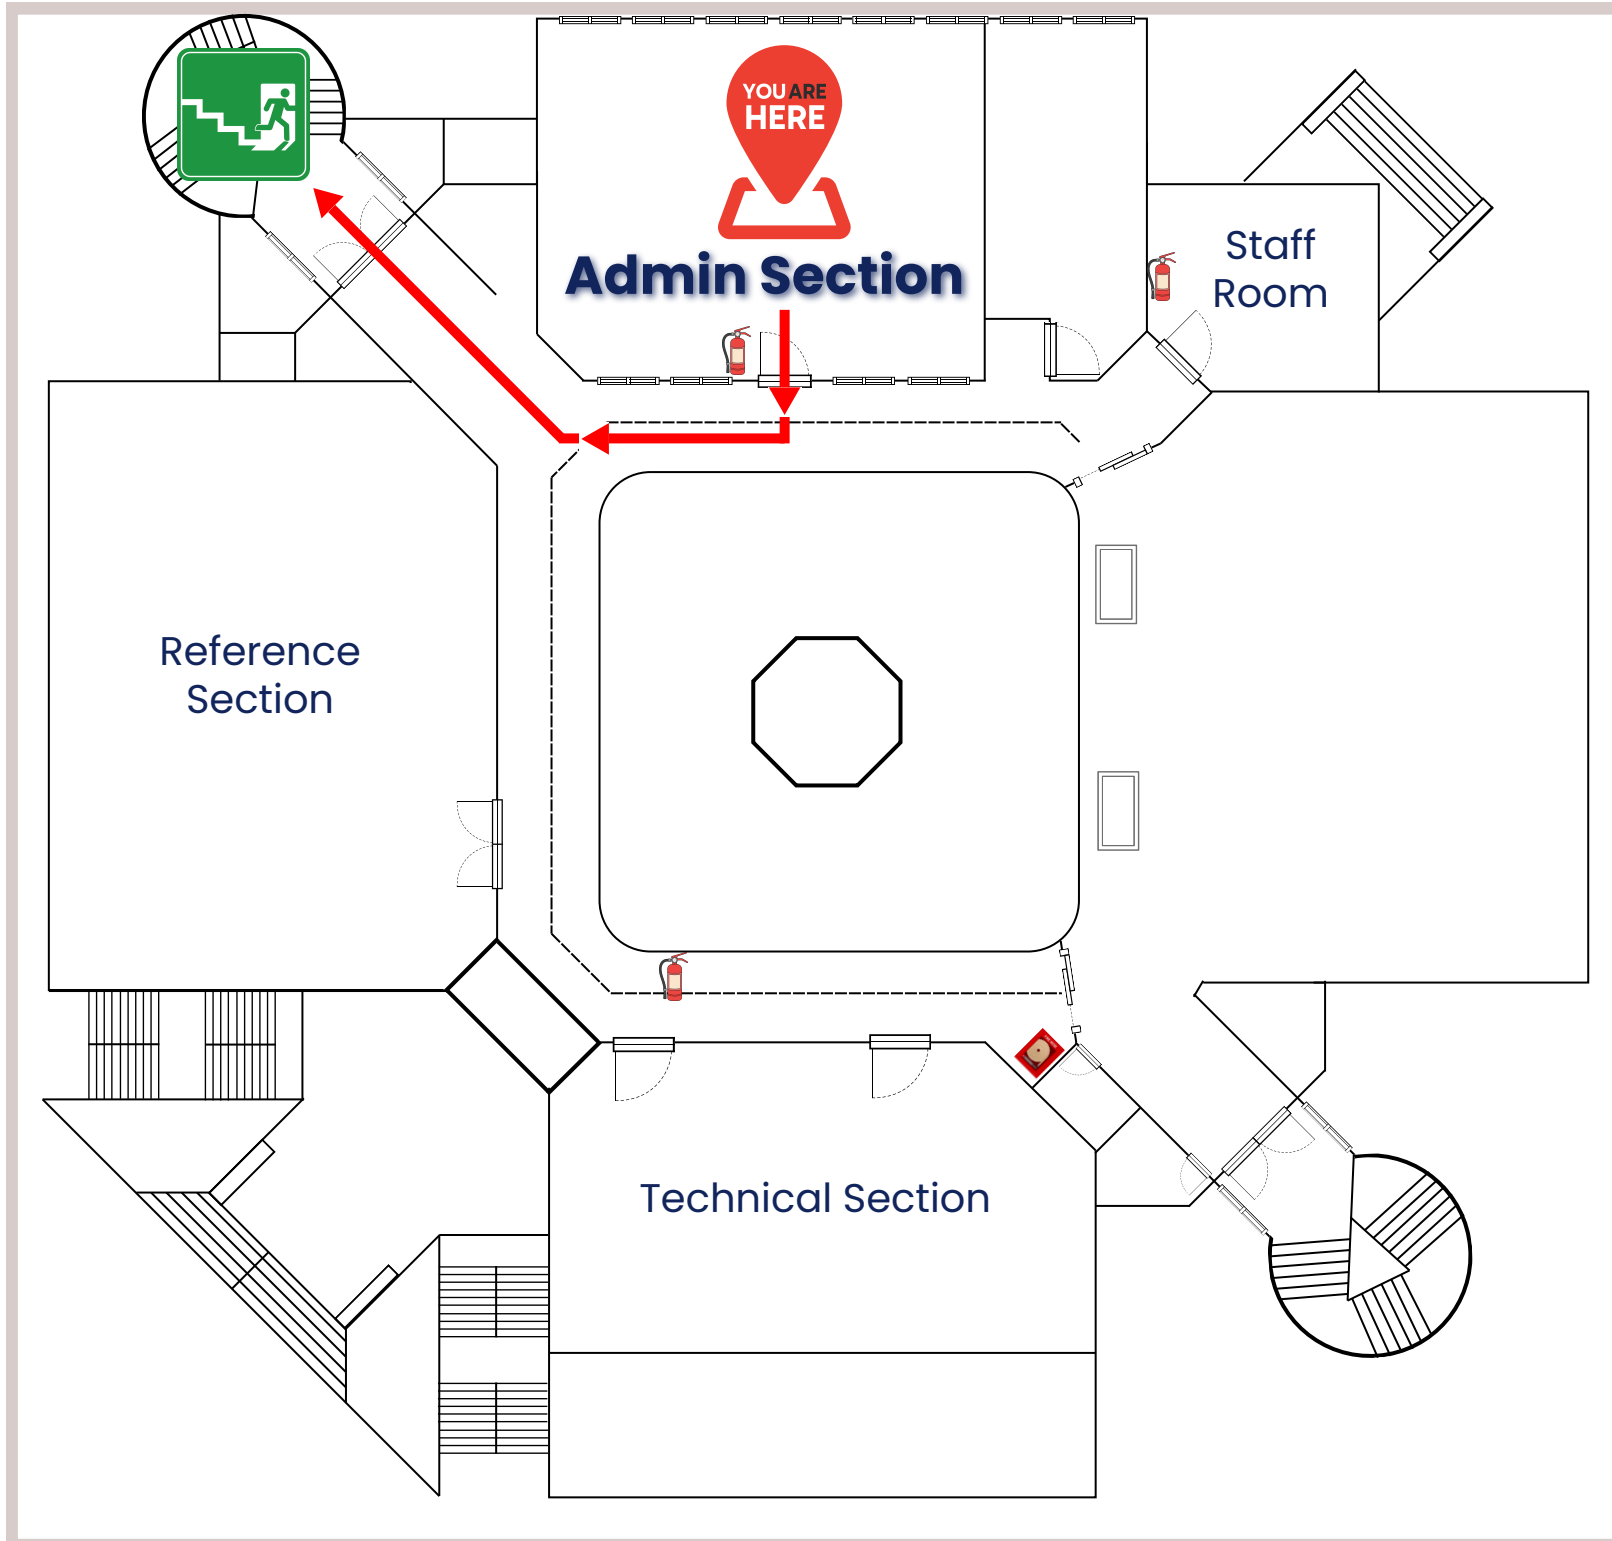 YOU ARE
HERE
Admin Section
Staff
Room
Reference
Section
Technical Section